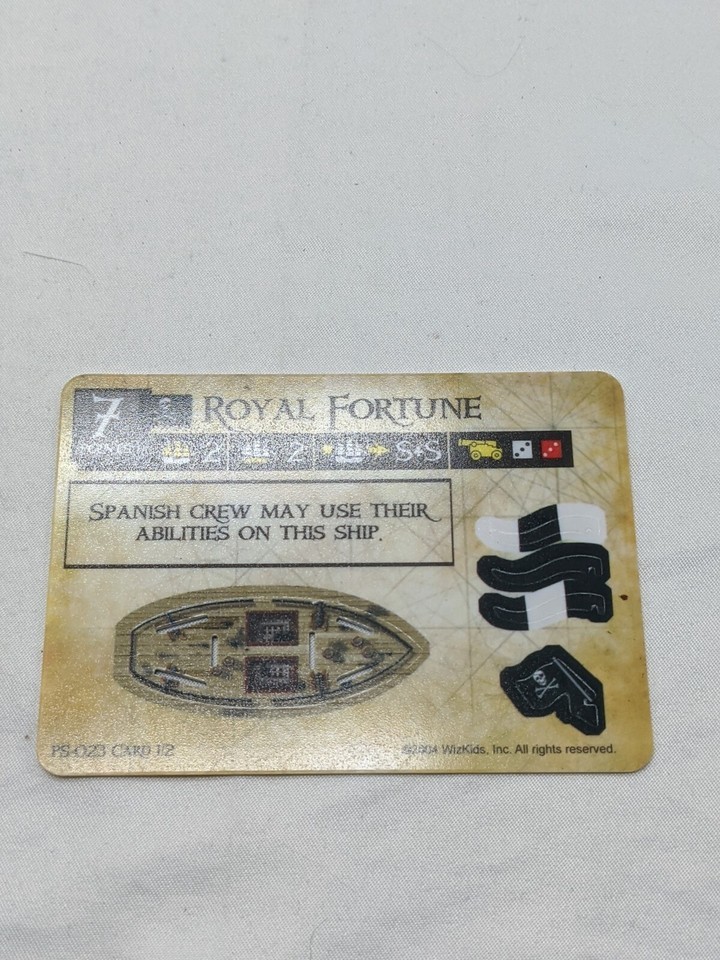 7
ROYAL FORTUNE
POINTS
2
2
S+S
SPANISH CREW MAY USE THEIR
ABILITIES ON THIS SHIP.
PS-023 CARD 1/2
©2004 WizKids, Inc. All rights reserved.